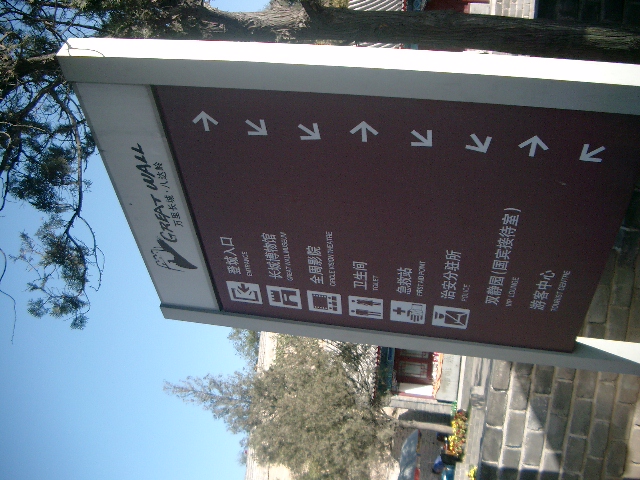 GREAT WALL
万里长城·八达岭
登城入口
ENTRANCE
长城博物馆
GREAT WALL MUSEUM
全周影院
CIRCLE VISION THEATRE
卫生间
TOILET
急救站
FIRST AID POINT
治安分驻所
POLICE
双静园(国宾接待室)
VIP LOUNGE
游客中心
TOURIST CENTRE